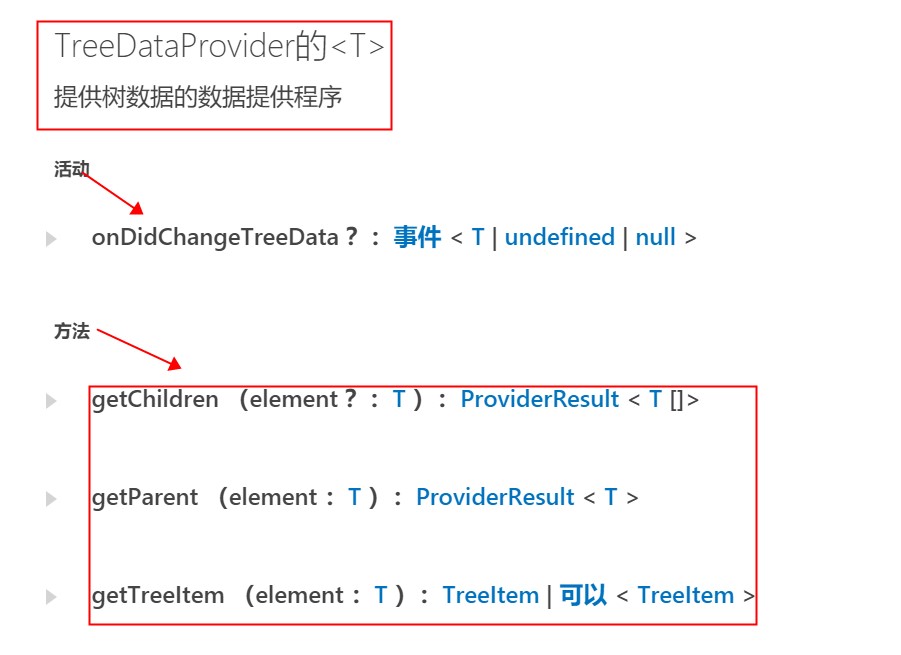 TreeDataProvider的<T>
提供树数据的数据提供程序
活动
onDidChangeTreeData？：事件 < T | undefined | null >
方法
getChildren （element？：T ）：ProviderResult < T []>
getParent （element：T ）：ProviderResult < T >
getTreeItem （element：T ）：TreeItem | 可以 < TreeItem >